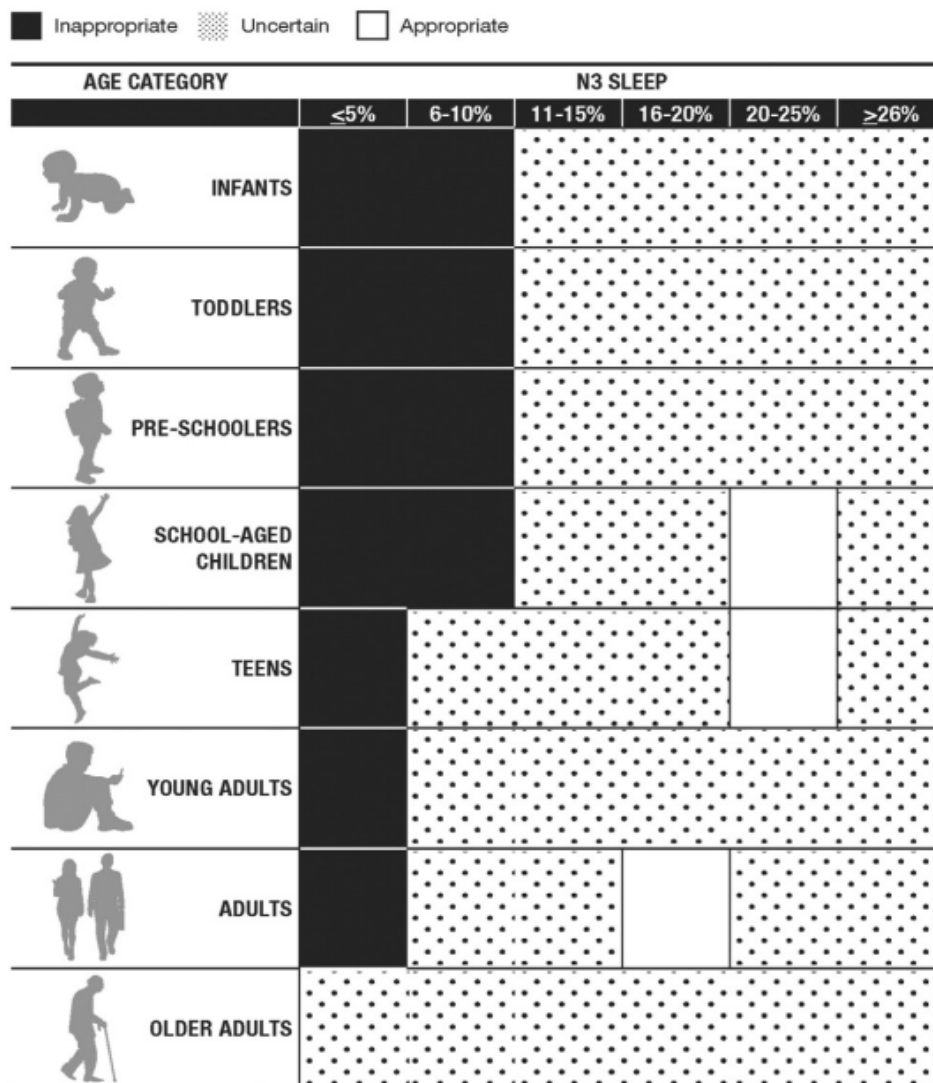 Inappropriate Uncertain Appropriate
AGE CATEGORY N3 SLEEP
≤5% 6-10% 11-15% 16-20% 20-25% ≥26%
INFANTS
TODDLERS
PRE-SCHOOLERS
SCHOOL-AGED
CHILDREN
TEENS
YOUNG ADULTS
ADULTS
OLDER ADULTS